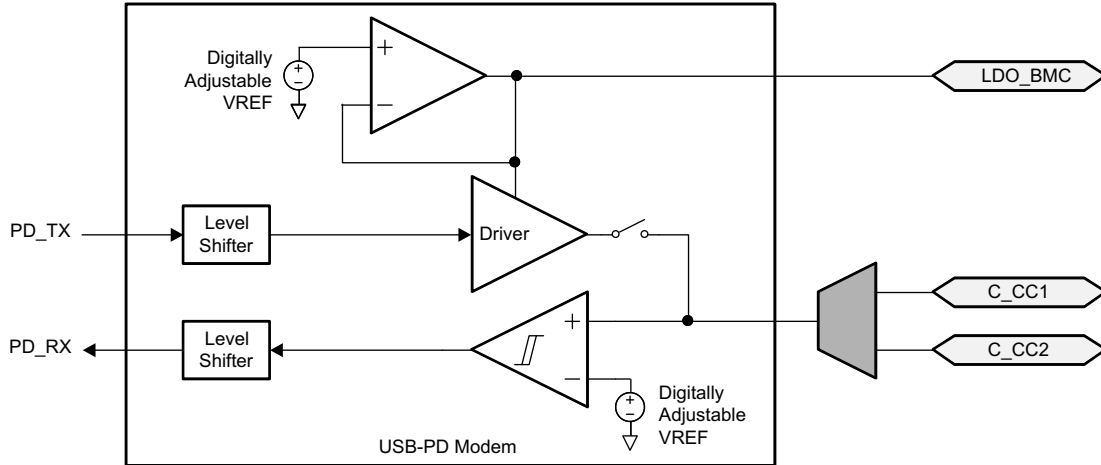 Digitally
Adjustable
VREF
+
−
+
−
LDO_BMC
PD_TX
Level
Shifter
Driver
C_CC1
PD_RX
Level
Shifter
+
−
C_CC2
+
−
Digitally
Adjustable
VREF
USB-PD Modem